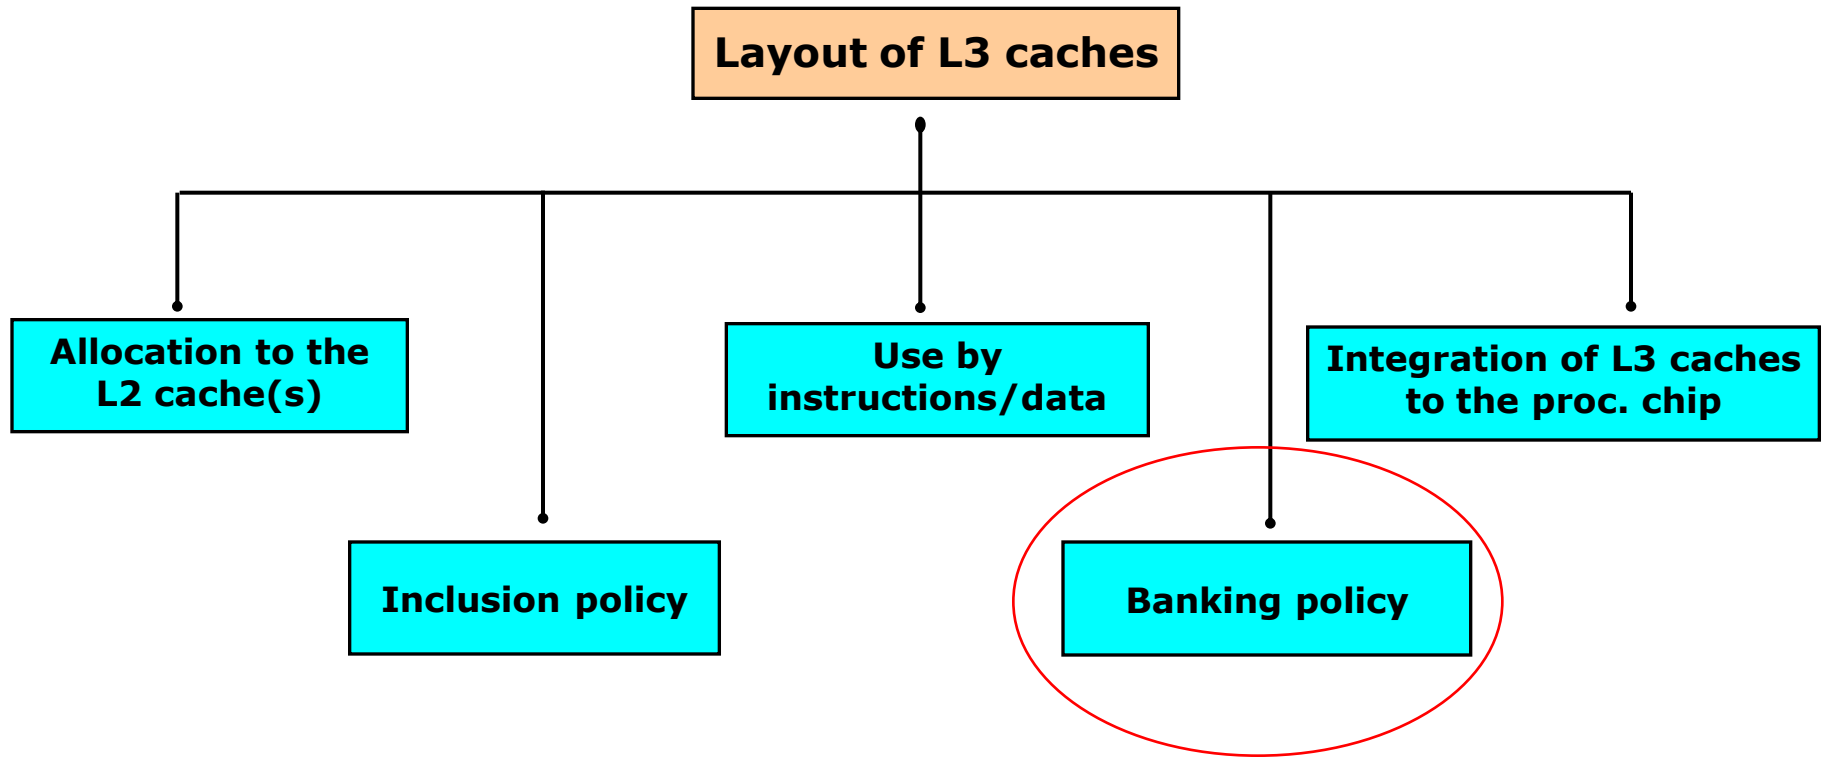 Layout of L3 caches
Allocation to the
L2 cache(s)
Use by
instructions/data
Integration of L3 caches
to the proc. chip
Inclusion policy
Banking policy